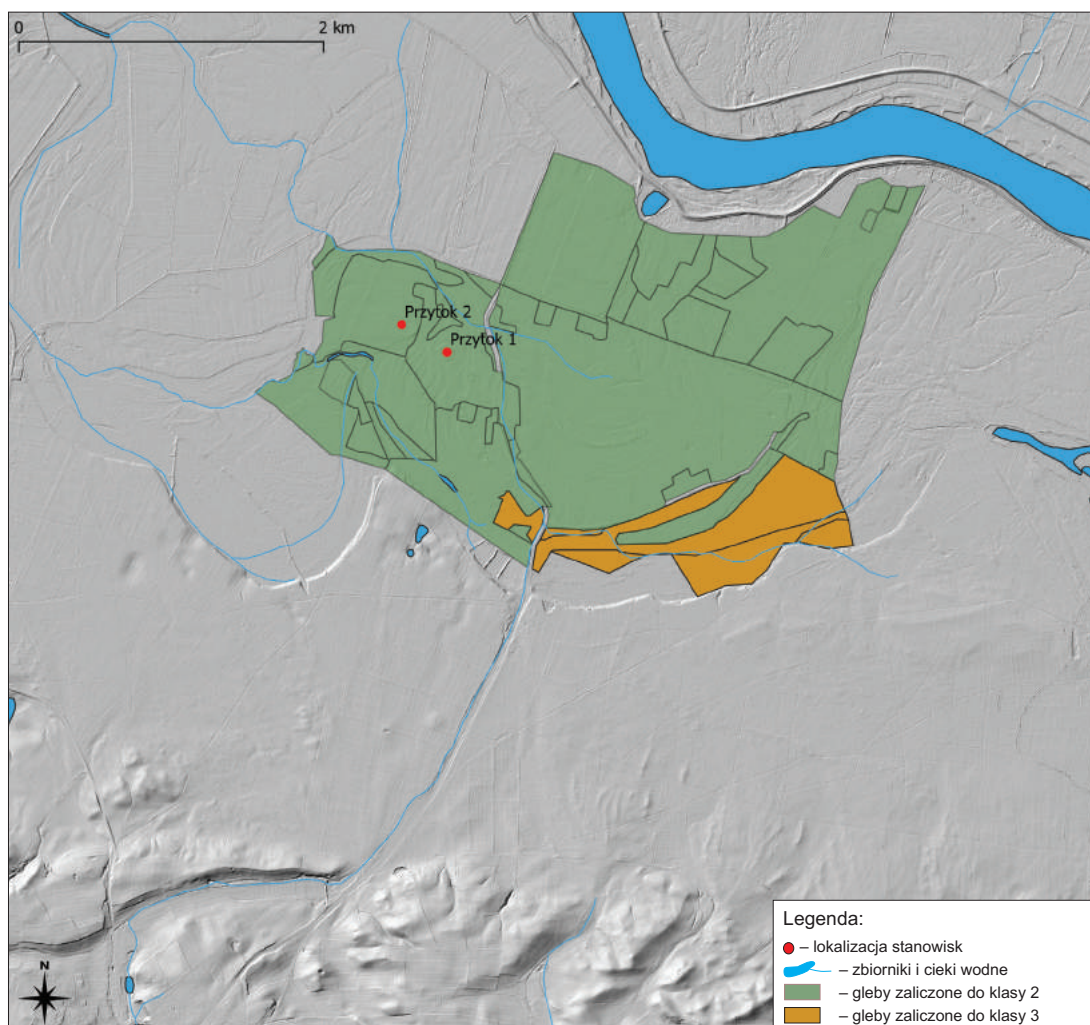 0 2 km
Przytok 2
Przytok 1
N
Legenda:
– lokalizacja stanowisk
– zbiorniki i cieki wodne
– gleby zaliczone do klasy 2
– gleby zaliczone do klasy 3